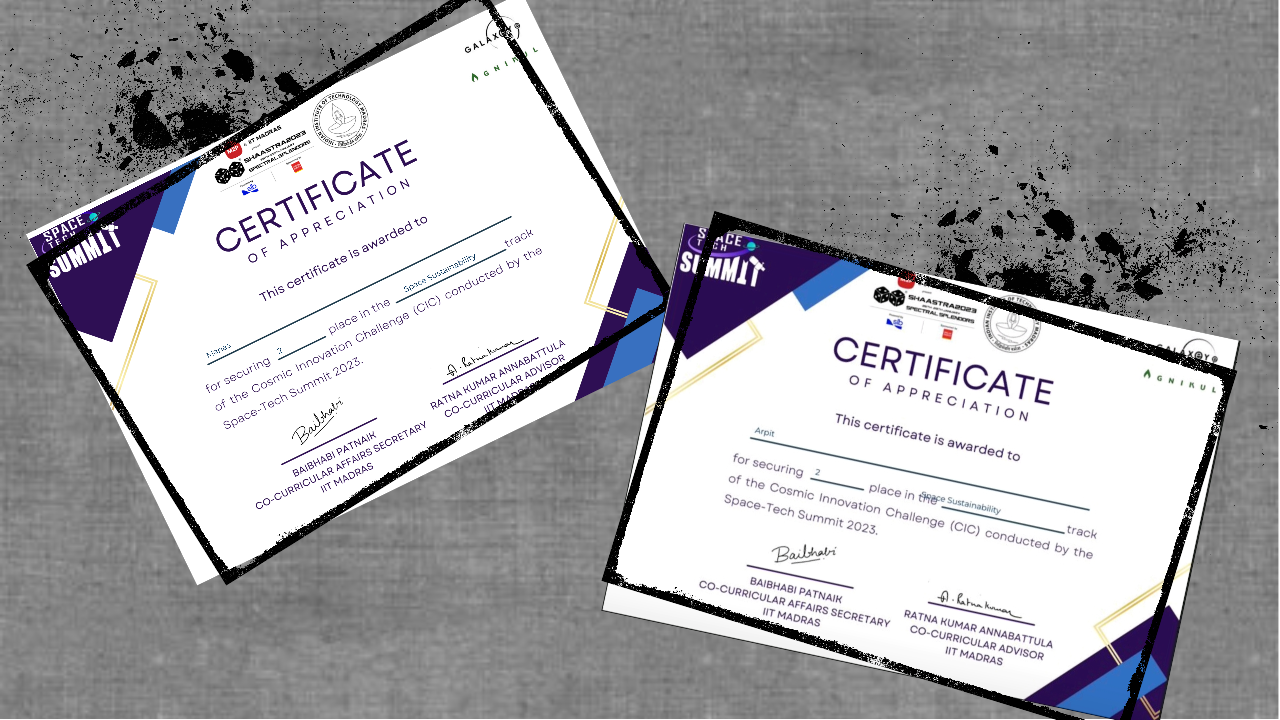 GALAX@Y@
AGNIKUL
IIT MADRAS
SHAASTRA2023
SPECTRAL SPLENDORS
SPACE
TECH
SUMMIT
CERTIFICATE
OF APPRECIATION
This certificate is awarded to
Manas
for securing 2 place in the Space Sustainability track
of the Cosmic Innovation Challenge (CIC) conducted by the
Space-Tech Summit 2023.
Baibhabi
BAIBHABI PATNAIK
CO-CURRICULAR AFFAIRS SECRETARY
IIT MADRAS
A. Ratna Kumar
RATNA KUMAR ANNABATTULA
CO-CURRICULAR ADVISOR
IIT MADRAS
SPACE
TECH
SUMMIT
SHAASTRA2023
SPECTRAL SPLENDORS
GALAX@Y@
AGNIKUL
CERTIFICATE
OF APPRECIATION
This certificate is awarded to
Arpit
for securing 2 place in the Space Sustainability track
of the Cosmic Innovation Challenge (CIC) conducted by the
Space-Tech Summit 2023.
Baibhabi
BAIBHABI PATNAIK
CO-CURRICULAR AFFAIRS SECRETARY
IIT MADRAS
A. Ratna Kumar
RATNA KUMAR ANNABATTULA
CO-CURRICULAR ADVISOR
IIT MADRAS